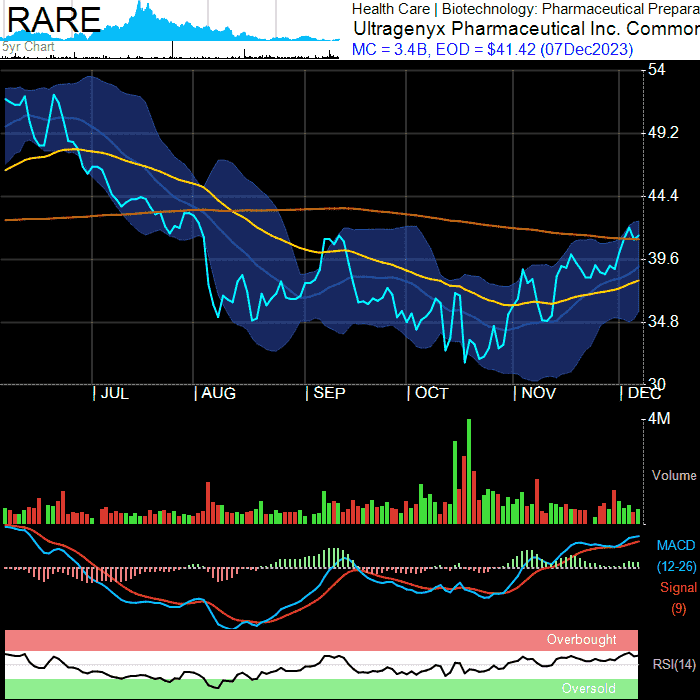 RARE
5yr Chart
Health Care | Biotechnology: Pharmaceutical Prepara
Ultragenyx Pharmaceutical Inc. Common
MC = 3.4B, EOD = $41.42 (07Dec2023)
54
49.2
44.4
39.6
34.8
30
| JUL | AUG | SEP | OCT | NOV | DEC
4M
Volume
MACD
(12-26)
Signal
(9)
Overbought
RSI(14)
Oversold